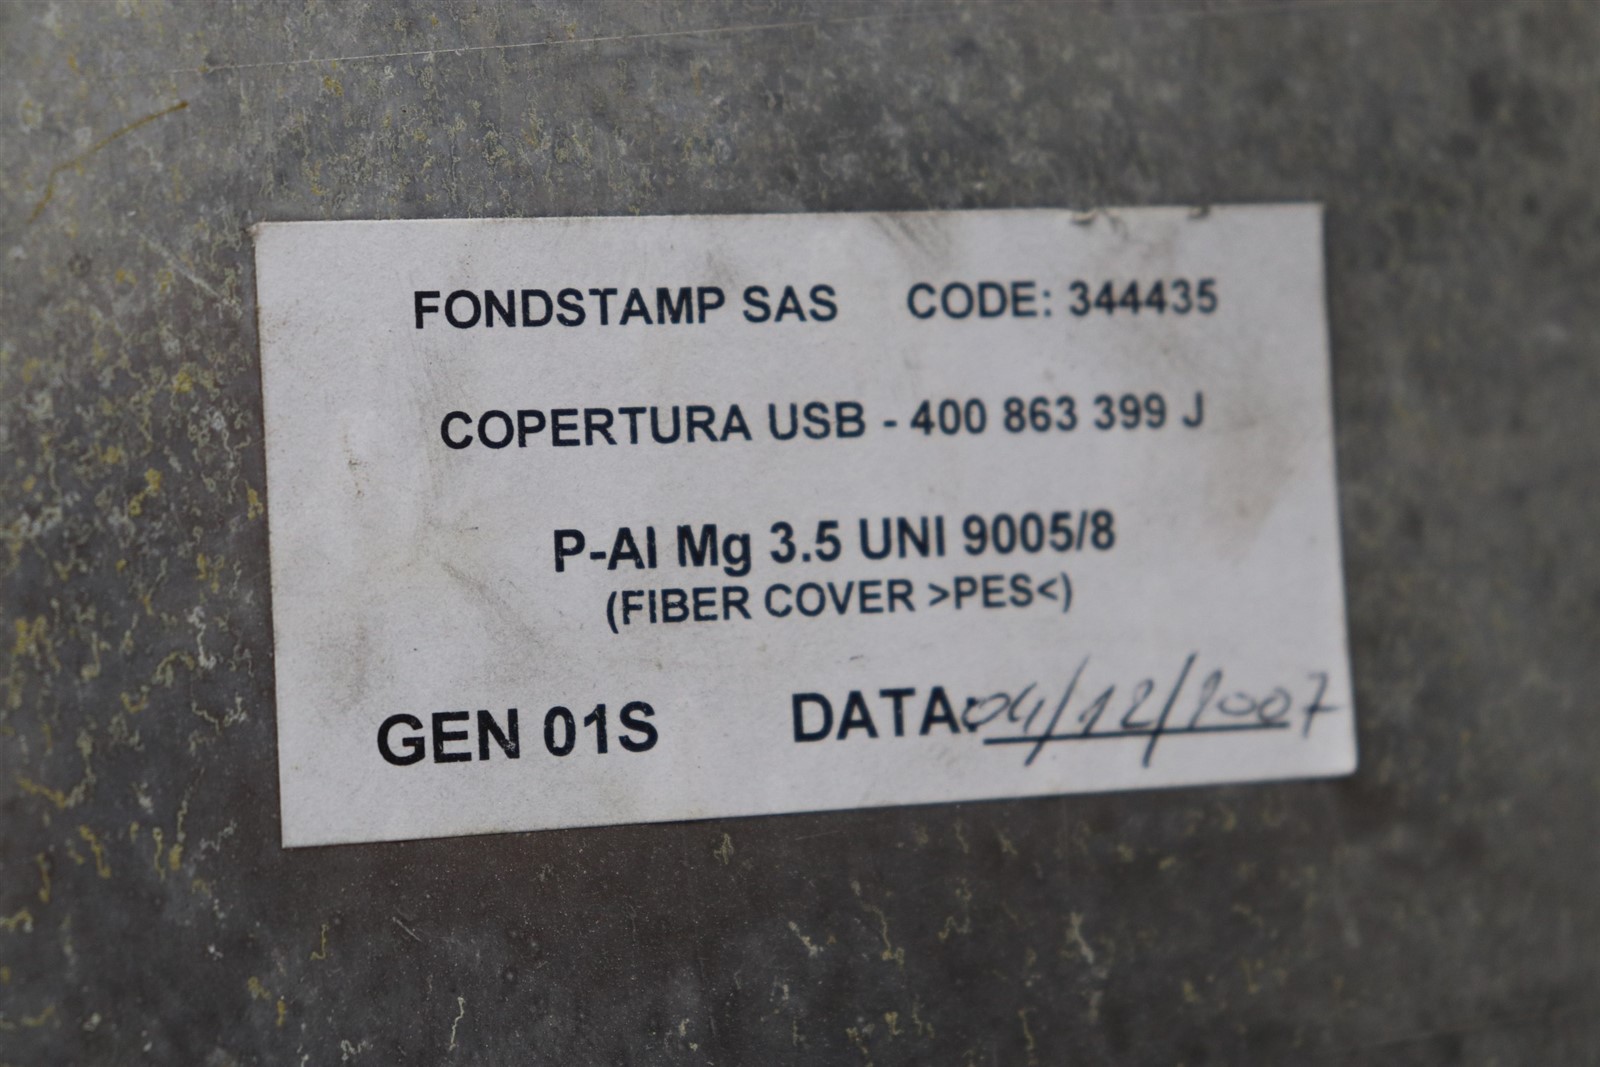 FONDSTAMP SAS CODE: 344435
COPERTURA USB - 400 863 399 J
P-Al Mg 3.5 UNI 9005/8
(FIBER COVER >PES<)
GEN 01S DATA: 04/12/2007